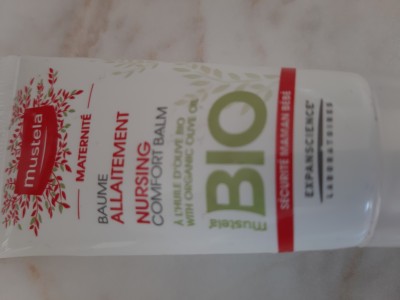 mustela
MATERNITÉ
BAUME
ALLAITEMENT
NURSING
COMFORT BALM
À L'HUILE D'OLIVE BIO
WITH ORGANIC OLIVE OIL
BIO
mustela
SÉCURITÉ MAMAN BÉBÉ
EXPANSCIENCE
LABORATOIRES